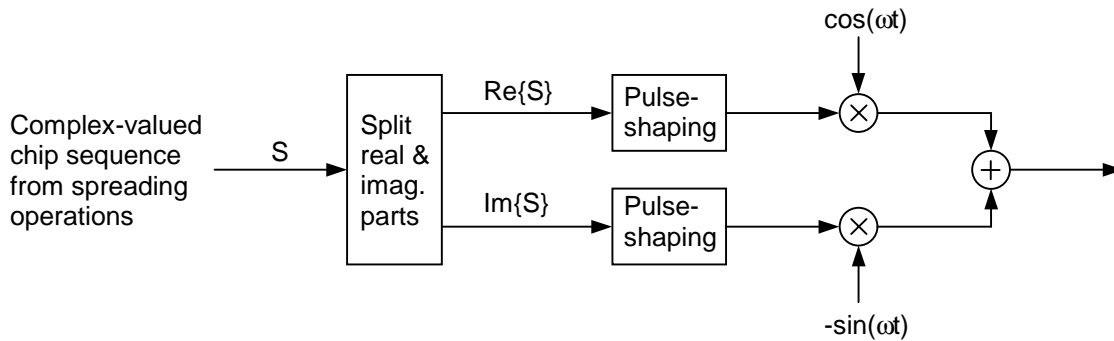 cos(ωt)
Complex-valued
chip sequence
from spreading
operations
S
Split
real &
imag.
parts
Re{S}
Im{S}
Pulse-
shaping
Pulse-
shaping
-sin(ωt)